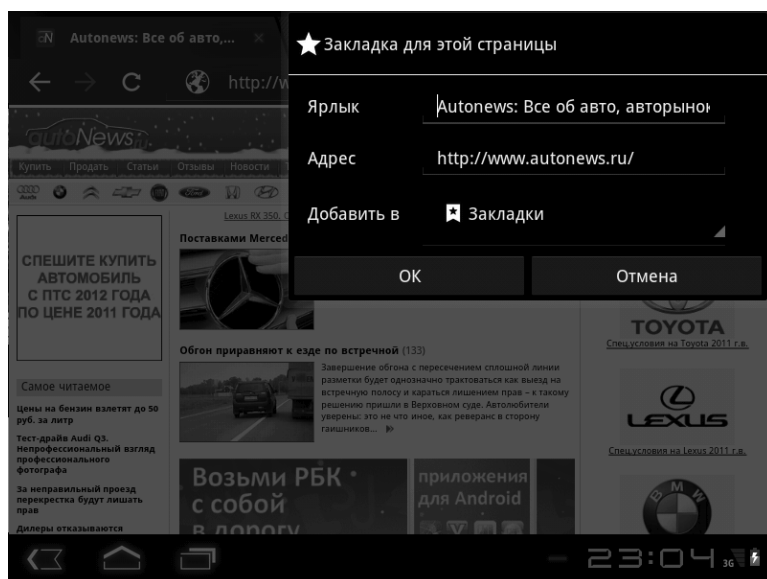 Autonews: Все об авто,...
http://w
Закладка для этой страницы
Ярлык Autonews: Все об авто, авторынок
Адрес http://www.autonews.ru/
Добавить в Закладки
ОК Отмена
autoNews.ru
Купить Продать Статьи Отзывы Новости
Audi
Lexus RX 350.
СПЕШИТЕ КУПИТЬ
АВТОМОБИЛЬ
С ПТС 2012 ГОДА
ПО ЦЕНЕ 2011 ГОДА
Самое читаемое
Цены на бензин взлетят до 50
руб. за литр
Тест-драйв Audi Q3.
Непрофессиональный взгляд
профессионального
фотографа
За неправильный проезд
перекрестка будут лишать
прав
Дилеры отказываются
Поставками Merced
Обгон приравняют к езде по встречной (133)
Завершение обгона с пересечением сплошной линии
разметки будет однозначно трактоваться как выезд на
встречную полосу и караться лишением прав – к такому
решению пришли в Верховном суде. Автолюбители
уверены: это не что иное, как реверанс в сторону
гаишников...
Возьми РБК
с собой
в дорогу
приложения
для Android
TOYOTA
Спец.условия на Toyota 2011 г.в.
LEXUS
Спец.условия на Lexus 2011 г.в.
BMW
23:04 3G